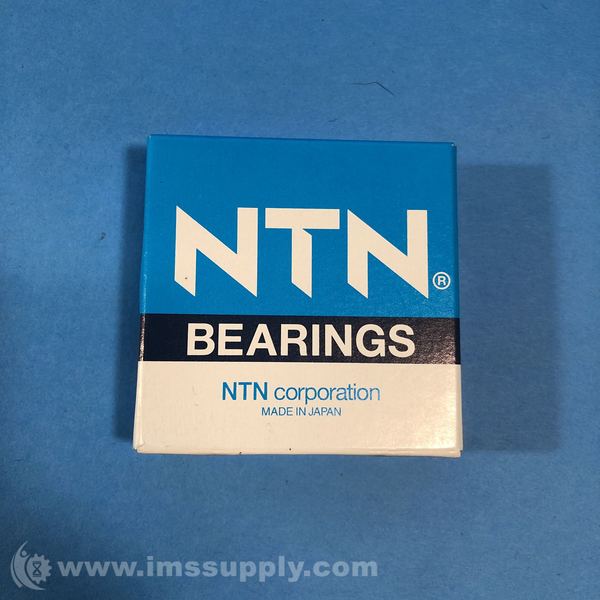 NTN®
BEARINGS
NTN corporation
MADE IN JAPAN
www.imssupply.com